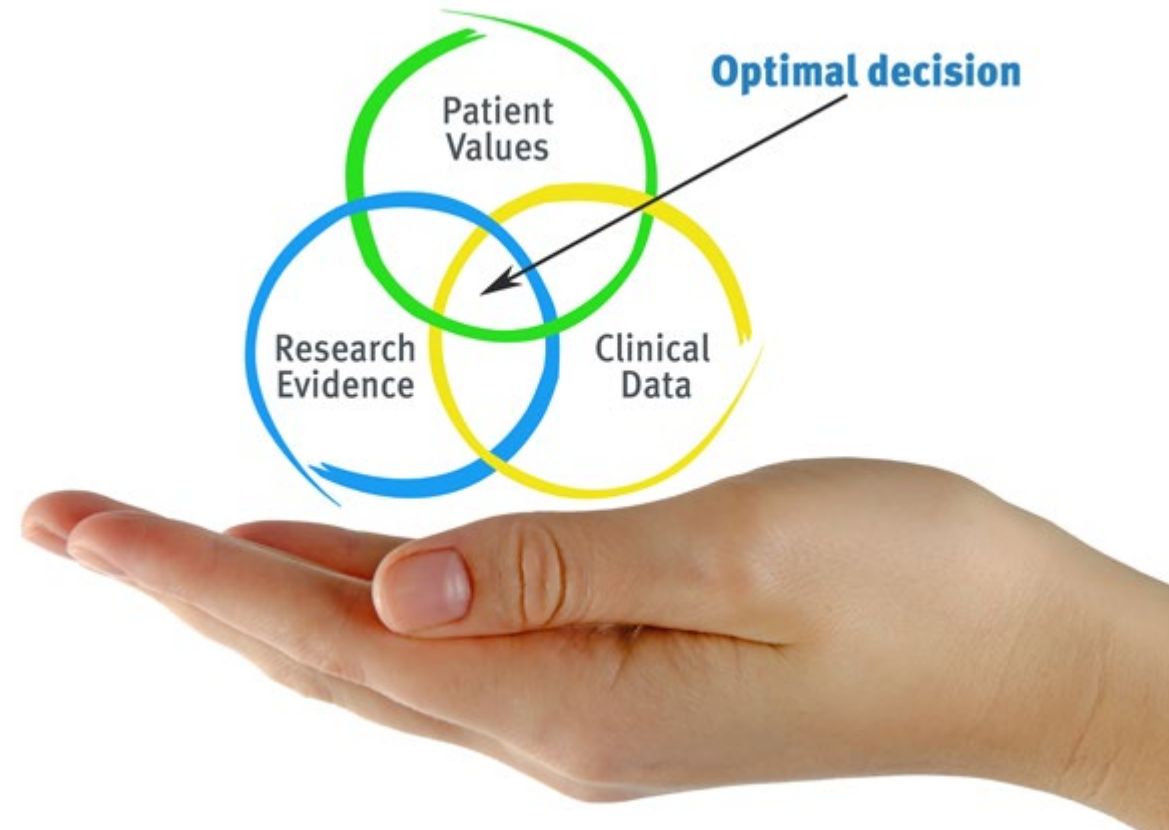 Optimal decision
Patient
Values
Research
Evidence
Clinical
Data